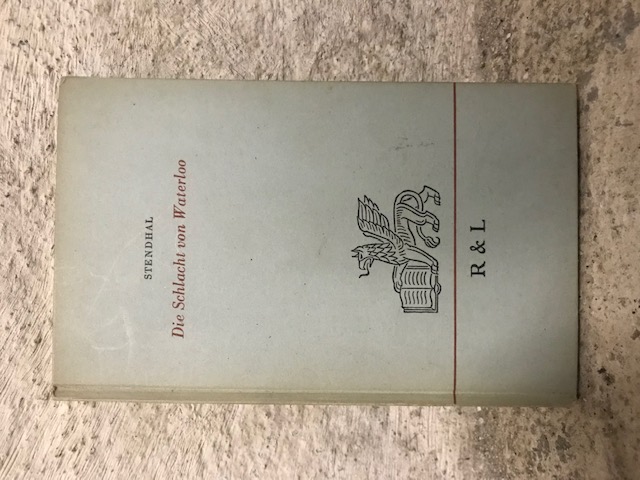 STENDHAL
Die Schlacht von Waterloo
R & L